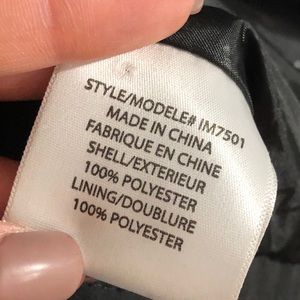 STYLE/MODELE# IM7501
MADE IN CHINA
FABRIQUE EN CHINE
SHELL/EXTERIEUR
100% POLYESTER
LINING/DOUBLURE
100% POLYESTER